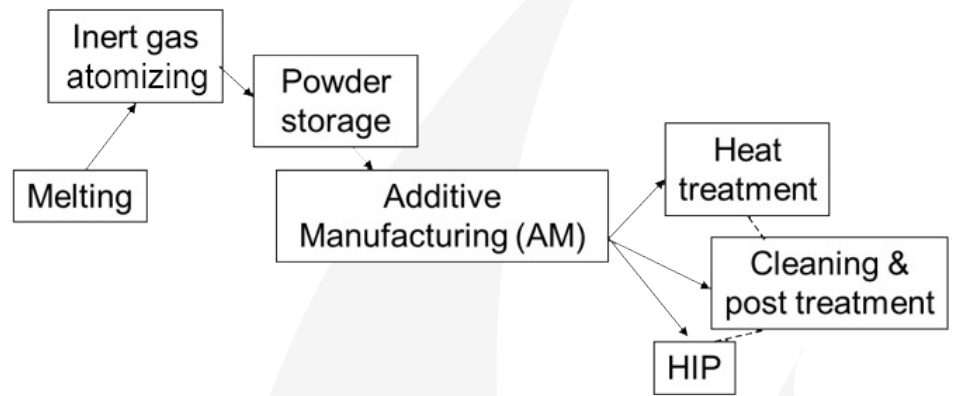 Inert gas
atomizing
Powder
storage
Melting
Additive
Manufacturing (AM)
Heat
treatment
Cleaning &
post treatment
HIP